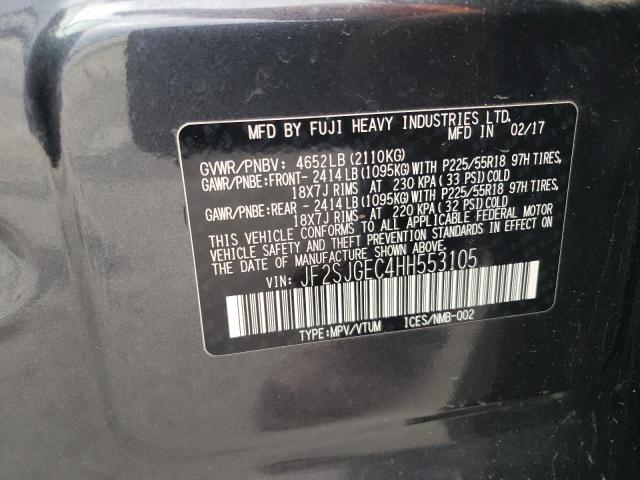 MFD BY FUJI HEAVY INDUSTRIES LTD.
MFD IN 02/17
GVWR/PNBV: 4652LB(2110KG)
GAWR/PNBE:FRONT-2414LB(1095KG)WITH P225/55R18 97H TIRES,
18X7J RIMS AT 230 KPA(33 PSI)COLD
GAWR/PNBE:REAR -2414LB(1095KG)WITH P225/55R18 97H TIRES,
18X7J RIMS AT 220 KPA(32 PSI)COLD
THIS VEHICLE CONFORMS TO ALL APPLICABLE FEDERAL MOTOR
VEHICLE SAFETY AND THEFT PREVENTION STANDARDS IN EFFECT ON
THE DATE OF MANUFACTURE SHOWN ABOVE.
VIN: JF2SJGEC4HH553105
TYPE:MPV/VTUM ICES/NMB-002